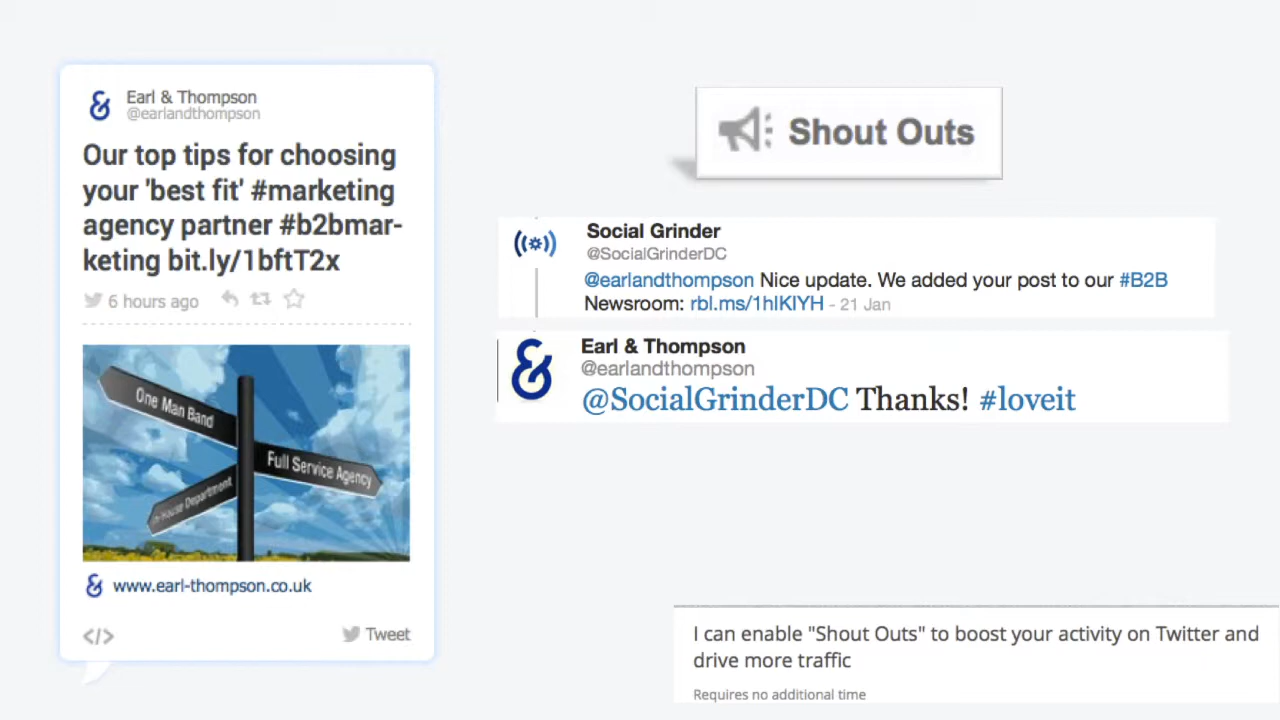 Earl & Thompson
@earlandthompson
Our top tips for choosing
your 'best fit' #marketing
agency partner #b2bmar-
keting bit.ly/1bftT2x
6 hours ago
One Man Band
Full Service Agency
In-House Department
& www.earl-thompson.co.uk
</>
Tweet
Shout Outs
Social Grinder
@SocialGrinderDC
@earlandthompson Nice update. We added your post to our #B2B
Newsroom: rbl.ms/1hIKIYH - 21 Jan
Earl & Thompson
@earlandthompson
@SocialGrinderDC Thanks! #loveit
I can enable "Shout Outs" to boost your activity on Twitter and
drive more traffic
Requires no additional time